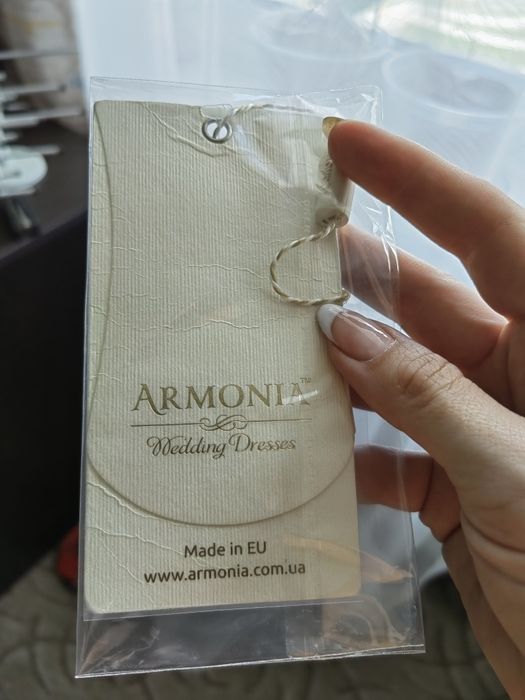 ARMONIA™
Wedding Dresses
Made in EU
www.armonia.com.ua